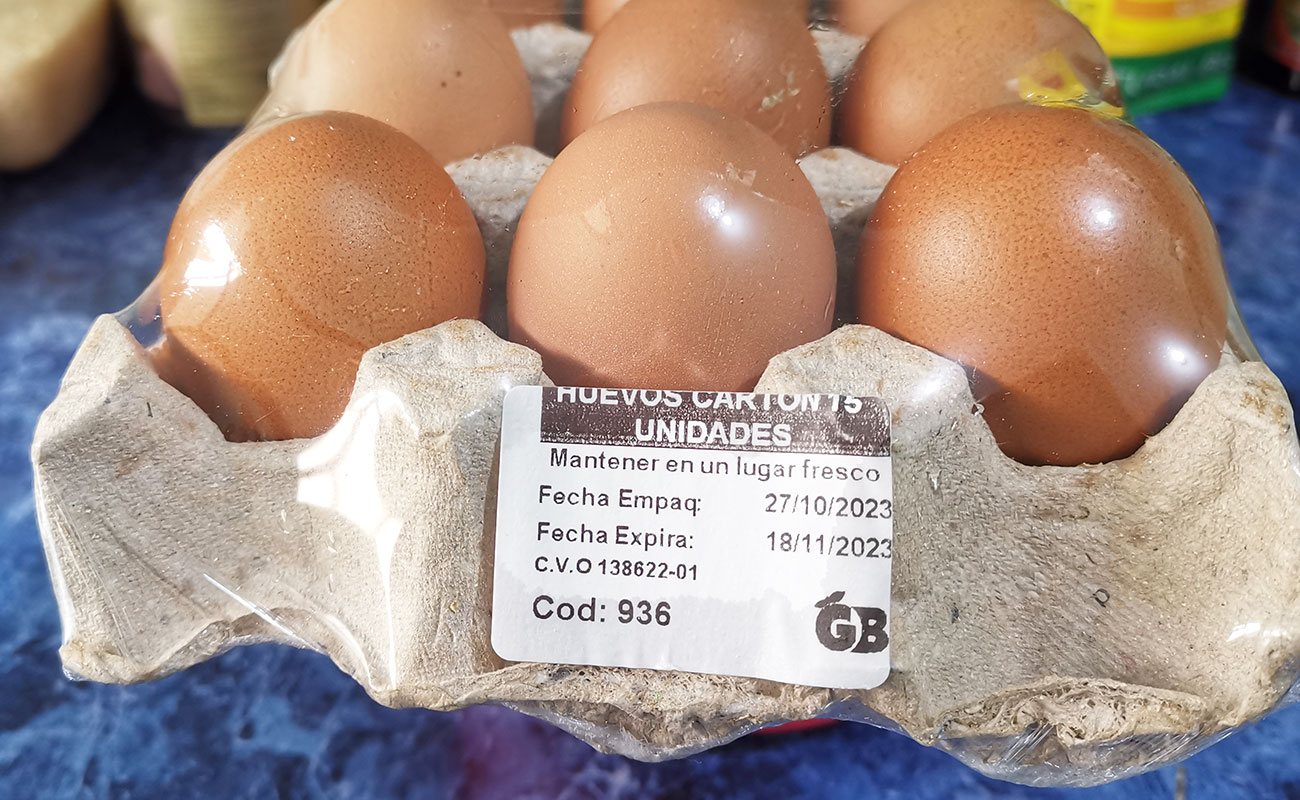 HUEVOS CARTON 15
UNIDADES
Mantener en un lugar fresco
Fecha Empaq: 27/10/2023
Fecha Expira: 18/11/2023
C.V.O 138622-01
Cod: 936
GB